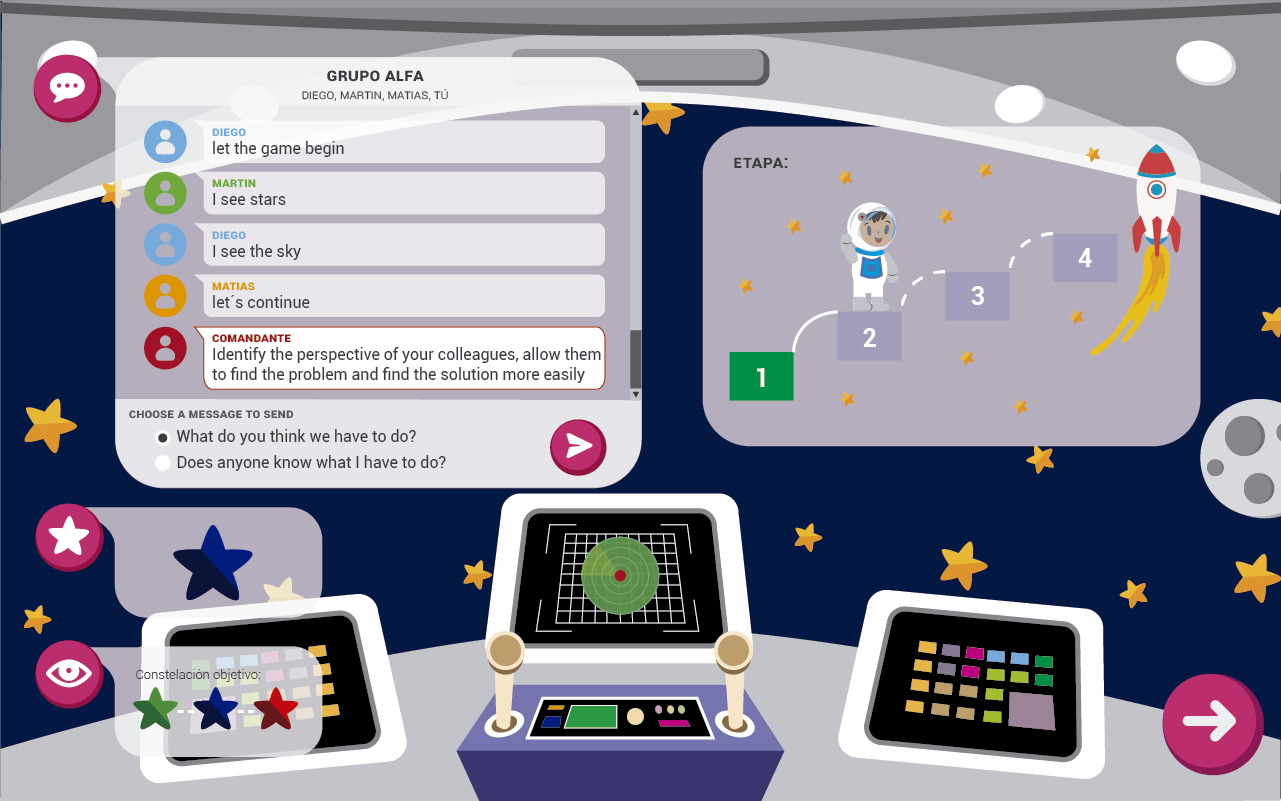 GRUPO ALFA
DIEGO, MARTIN, MATIAS, TÚ
DIEGO
let the game begin
MARTIN
I see stars
DIEGO
I see the sky
MATIAS
let´s continue
COMANDANTE
Identify the perspective of your colleagues, allow them
to find the problem and find the solution more easily
CHOOSE A MESSAGE TO SEND
What do you think we have to do?
Does anyone know what I have to do?
ETAPA:
1
2
3
4
Constelación objetivo: